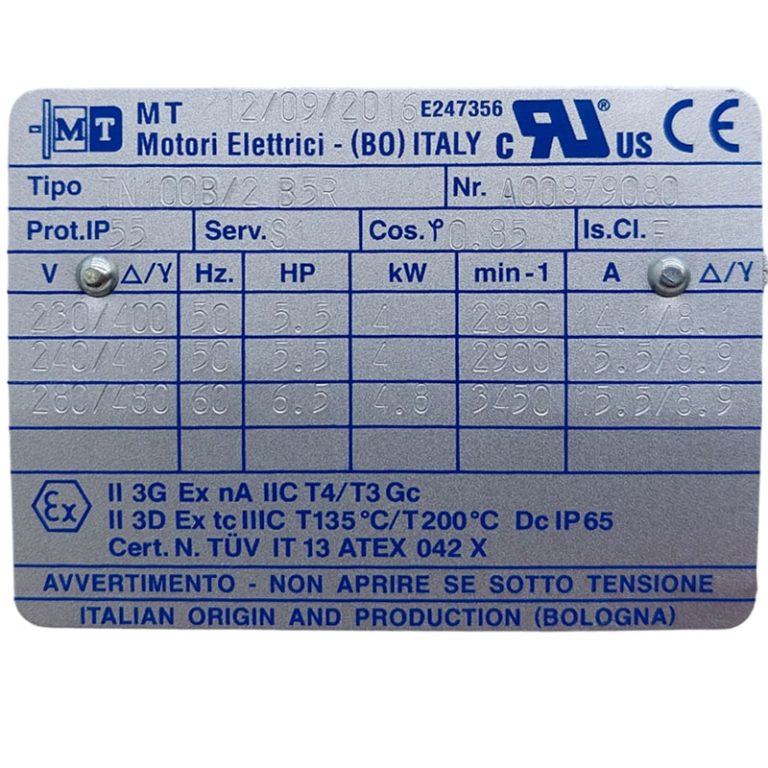 MT MT 12/09/2016 E247356
Motori Elettrici - (BO) ITALY C RU® US CE
Tipo TN100B/2 B5R Nr. A00879080
Prot.IP 55 Serv. S1 Cos.φ 0.85 Is.Cl. F
V Δ/Y Hz. HP kW min-1 A Δ/Y
230/400 50 5.5 4 2880 14.1/8.1
240/415 50 5.5 4 2900 15.5/8.9
280/480 60 6.5 4.8 3450 15.5/8.9
Ex II 3G Ex nA IIC T4/T3 Gc
II 3D Ex tc IIIC T135°C/T200°C Dc IP65
Cert. N. TÜV IT 13 ATEX 042 X
AVVERTIMENTO - NON APRIRE SE SOTTO TENSIONE
ITALIAN ORIGIN AND PRODUCTION (BOLOGNA)